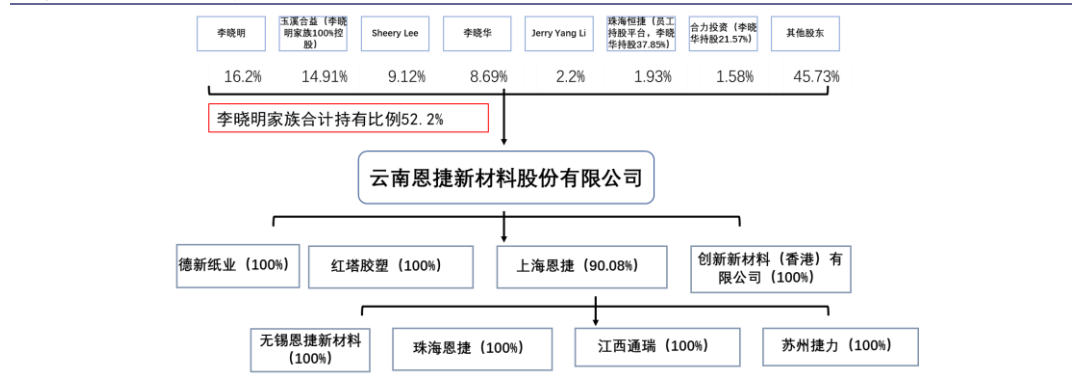 李晓明
玉溪合益（李晓
明家族100%控
股）
Sheery Lee
李晓华
Jerry Yang Li
珠海恒捷（员工
持股平台，李晓
华持股37.85%）
合力投资（李晓
华持股21.57%）
其他股东
16.2%
14.91%
9.12%
8.69%
2.2%
1.93%
1.58%
45.73%
李晓明家族合计持有比例52.2%
云南恩捷新材料股份有限公司
德新纸业（100%）
红塔胶塑（100%）
上海恩捷（90.08%）
创新新材料（香港）有
限公司（100%）
无锡恩捷新材料
（100%）
珠海恩捷（100%）
江西通瑞（100%）
苏州捷力（100%）